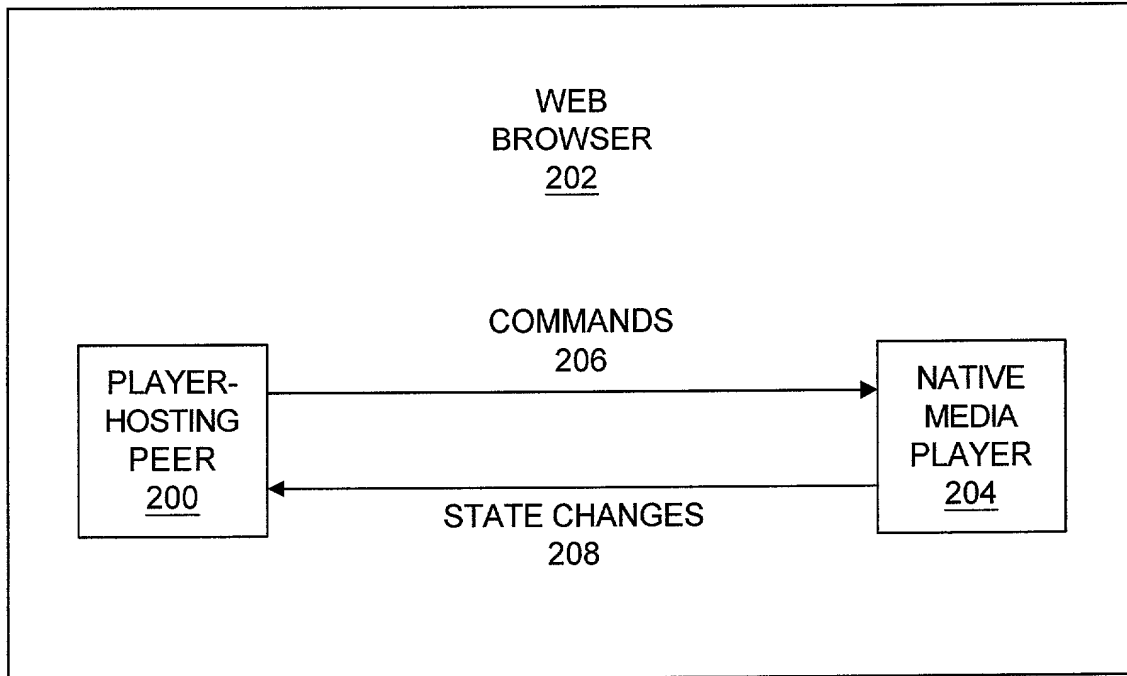 WEB
BROWSER
202
COMMANDS
206
PLAYER-
HOSTING
PEER
200
NATIVE
MEDIA
PLAYER
204
STATE CHANGES
208